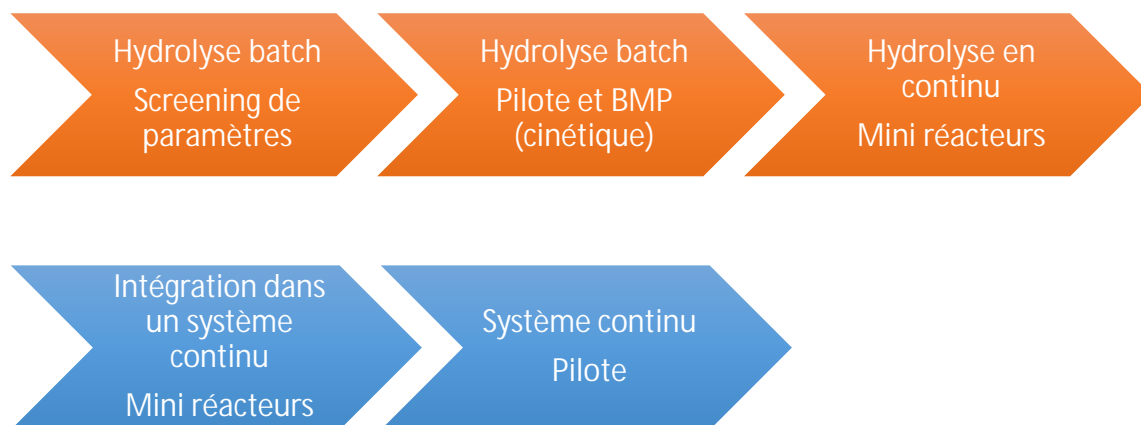 Hydrolyse batch
Screening de
paramètres
Hydrolyse batch
Pilote et BMP
(cinétique)
Hydrolyse en
continu
Mini réacteurs
Intégration dans
un système
continu
Mini réacteurs
Système continu
Pilote